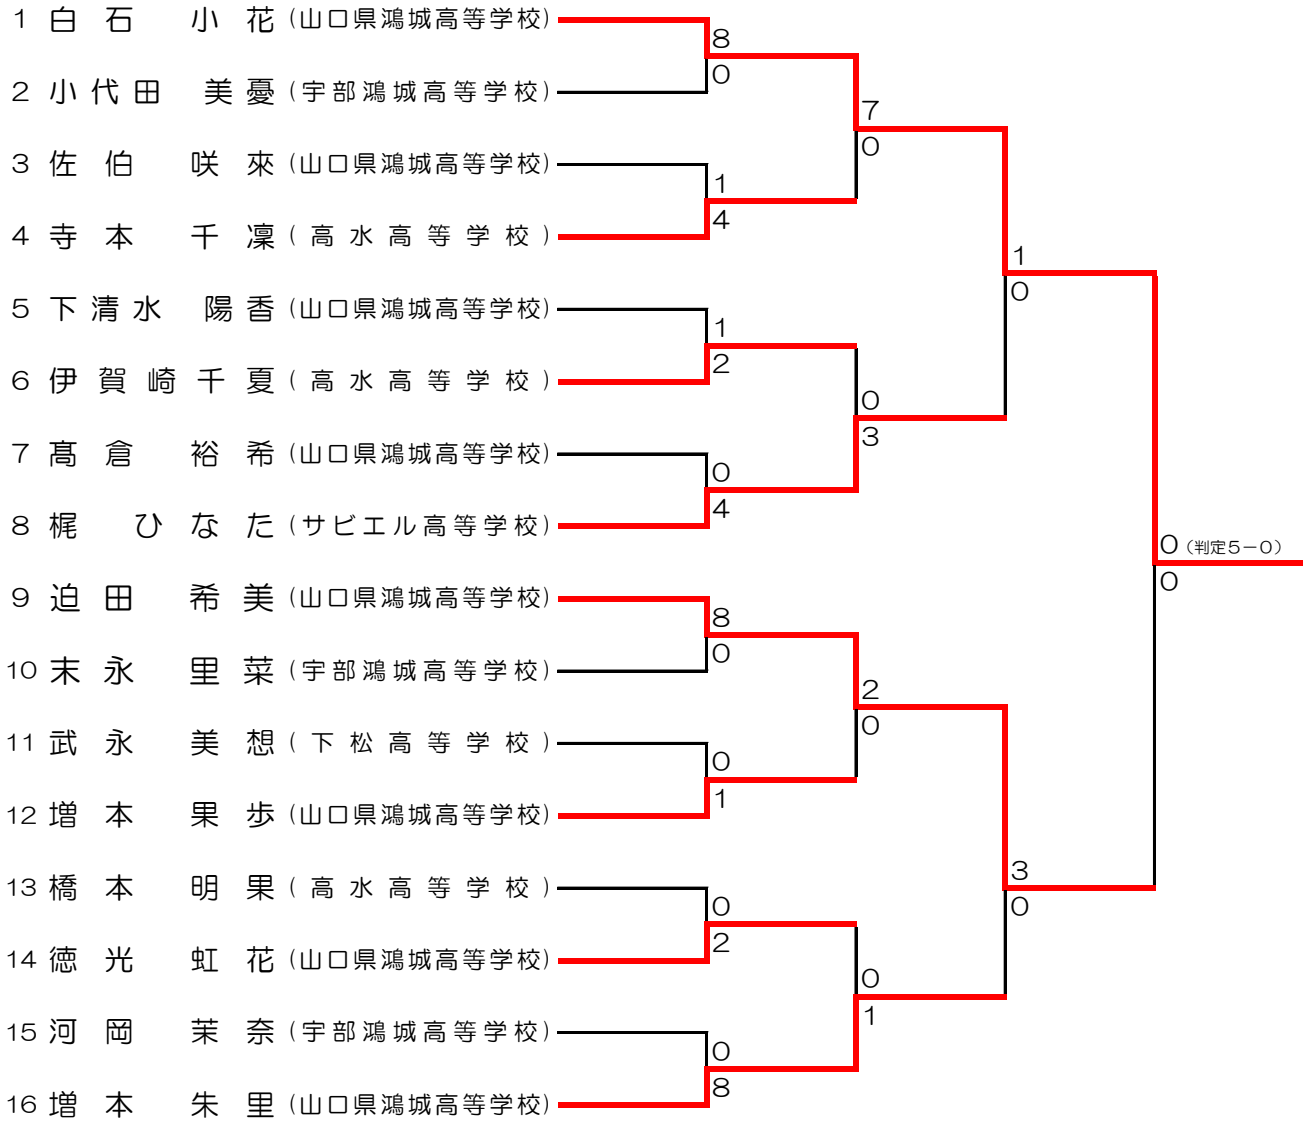 1 白石 小花 (山口県鴻城高等学校)
8
0
2 小代田 美憂 (宇部鴻城高等学校)
7
0
3 佐伯 咲來 (山口県鴻城高等学校)
1
4
4 寺本 千凜 (高水高等学校)
1
0
5 下清水 陽香 (山口県鴻城高等学校)
1
2
6 伊賀崎千夏 (高水高等学校)
0
3
7 髙倉 裕希 (山口県鴻城高等学校)
0
4
8 梶 ひなた (サビエル高等学校)
0 (判定5-0)
0
9 迫田 希美 (山口県鴻城高等学校)
8
0
10 末永 里菜 (宇部鴻城高等学校)
2
0
11 武永 美想 (下松高等学校)
0
1
12 増本 果歩 (山口県鴻城高等学校)
3
0
13 橋本 明果 (高水高等学校)
0
2
14 徳光 虹花 (山口県鴻城高等学校)
0
1
15 河岡 茉奈 (宇部鴻城高等学校)
0
8
16 増本 朱里 (山口県鴻城高等学校)